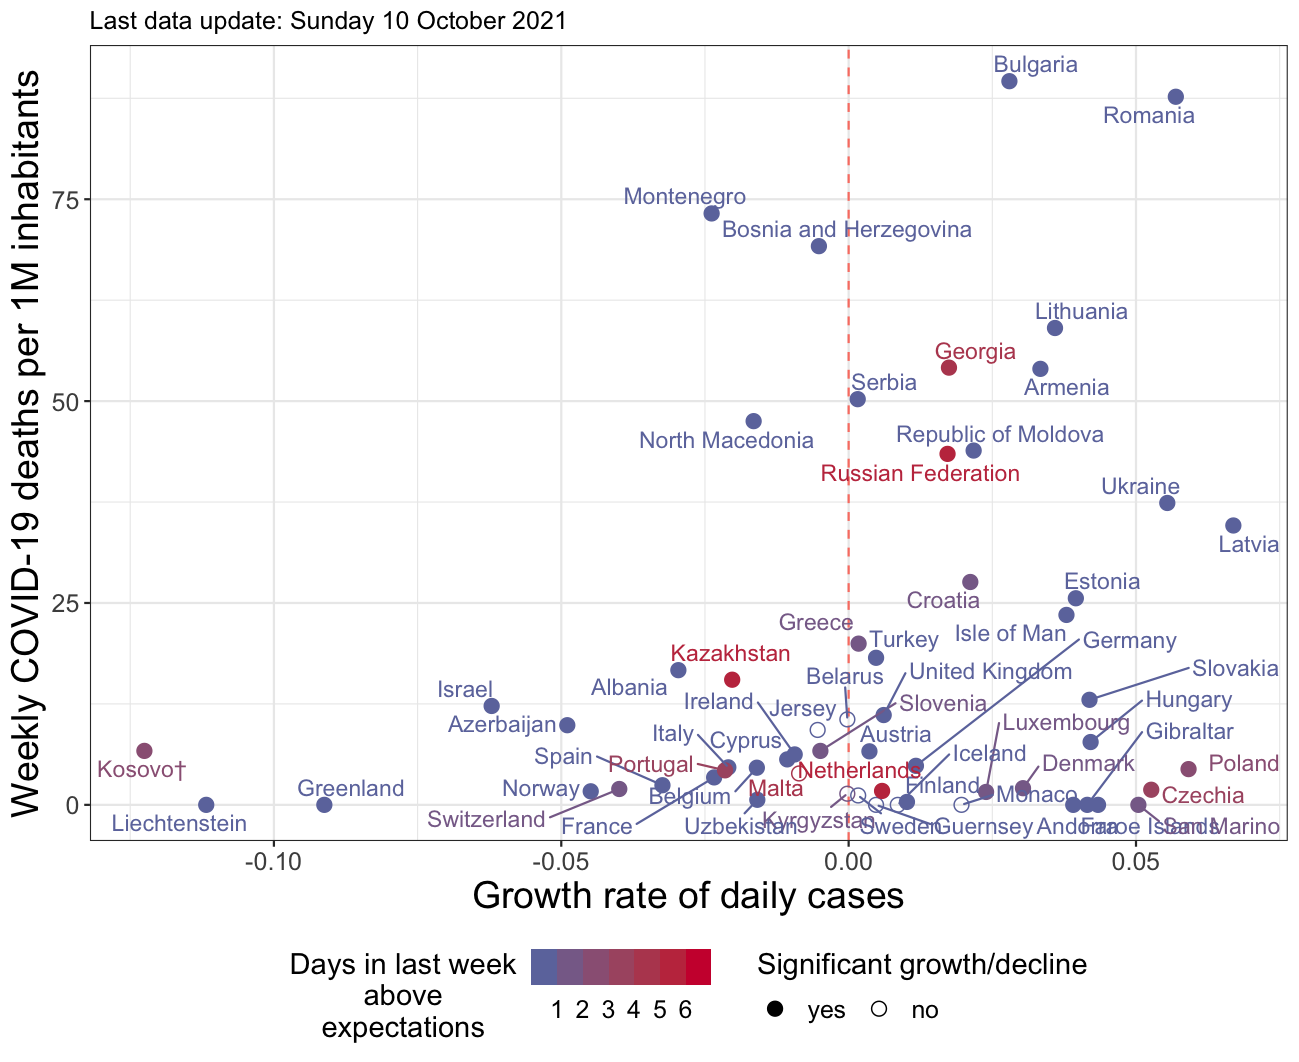 Last data update: Sunday 10 October 2021
Weekly COVID-19 deaths per 1M inhabitants
75
50
25
0
Bulgaria
Romania
Montenegro
Bosnia and Herzegovina
Lithuania
Georgia
Serbia
Armenia
North Macedonia
Republic of Moldova
Russian Federation
Ukraine
Latvia
Estonia
Croatia
Greece
Turkey
Isle of Man
Germany
Kazakhstan
Belarus
United Kingdom
Slovakia
Israel
Albania
Ireland
Jersey
Slovenia
Hungary
Azerbaijan
Italy
Cyprus
Austria
Luxembourg
Gibraltar
Spain
Portugal
Netherlands
Iceland
Denmark
Poland
Kosovo†
Greenland
Norway
Belgium
Malta
Finland
Monaco
Czechia
Liechtenstein
Switzerland
France
Uzbekistan
Kyrgyzstan
Sweden
Guernsey
Andorra
Faroe Islands
San Marino
-0.10
-0.05
0.00
0.05
Growth rate of daily cases
Days in last week
above
expectations
1 2 3 4 5 6
Significant growth/decline
yes
no